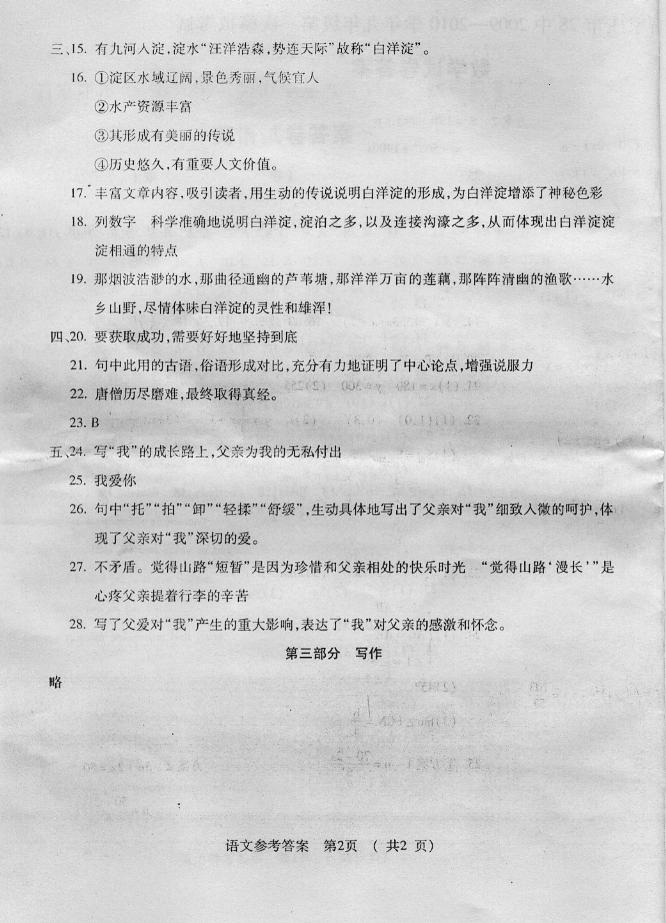 三、15. 有九河入淀,淀水“汪洋浩淼,势连天际”故称“白洋淀”。
16. ①淀区水域辽阔,景色秀丽,气候宜人
②水产资源丰富
③其形成有美丽的传说
④历史悠久,有重要人文价值。
17. 丰富文章内容,吸引读者,用生动的传说说明白洋淀的形成,为白洋淀增添了神秘色彩
18. 列数字 科学准确地说明白洋淀,淀泊之多,以及连接沟濠之多,从而体现出白洋淀淀
淀相通的特点
19. 那烟波浩渺的水,那曲径通幽的芦苇塘,那洋洋万亩的莲藕,那阵阵清幽的渔歌……水
乡山野,尽情体味白洋淀的灵性和雄浑!
四、20. 要获取成功,需要好好地坚持到底
21. 句中此用的古语,俗语形成对比,充分有力地证明了中心论点,增强说服力
22. 唐僧历尽磨难,最终取得真经。
23. B
五、24. 写“我”的成长路上,父亲为我的无私付出
25. 我爱你
26. 句中“托”“拍”“卸”“轻揉”“舒缓”,生动具体地写出了父亲对“我”细致入微的呵护,体
现了父亲对“我”深切的爱。
27. 不矛盾。觉得山路“短暂”是因为珍惜和父亲相处的快乐时光 “觉得山路‘漫长’”是
心疼父亲提着行李的辛苦
28. 写了父爱对“我”产生的重大影响,表达了“我”对父亲的感激和怀念。
第三部分 写作
略
语文参考答案 第2页 ( 共2 页)